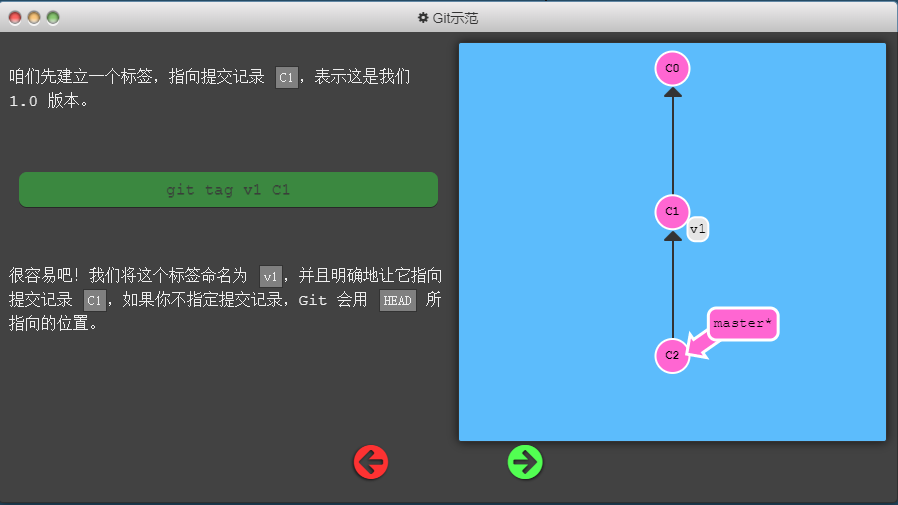 Git示范
咱们先建立一个标签，指向提交记录 C1，表示这是我们
1.0 版本。
git tag v1 C1
很容易吧！我们将这个标签命名为 v1，并且明确地让它指向
提交记录 C1，如果你不指定提交记录，Git 会用 HEAD 所
指向的位置。
C0
C1
v1
master*
C2